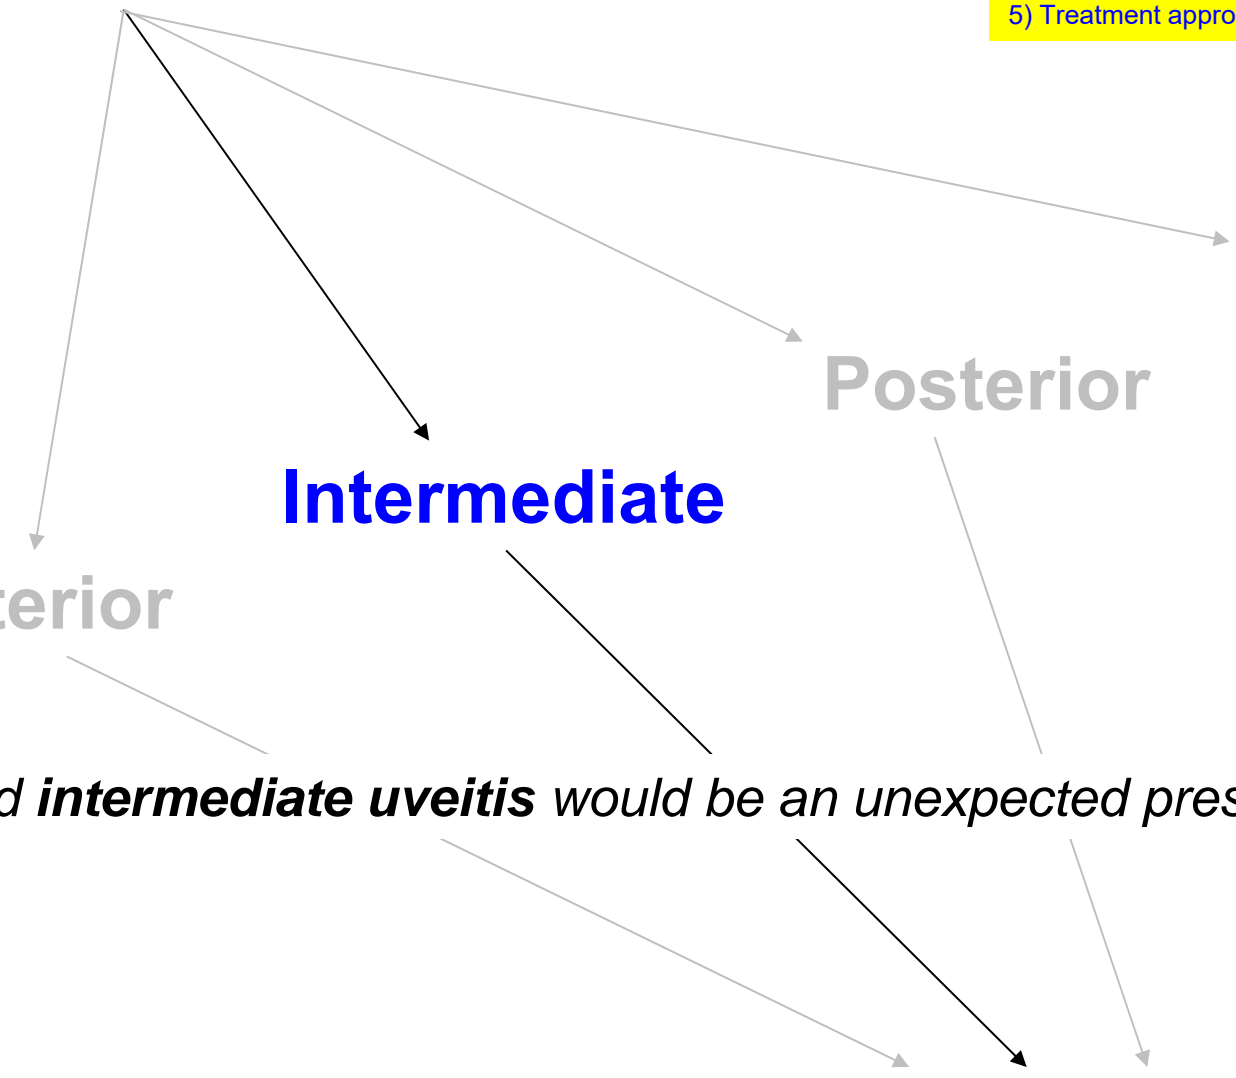 5) Treatment appro
Posterior
Intermediate
terior
d intermediate uveitis would be an unexpected pres